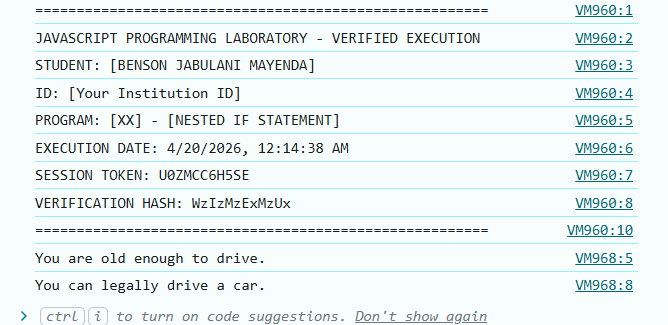 ======================================================= VM960:1
JAVASCRIPT PROGRAMMING LABORATORY - VERIFIED EXECUTION VM960:2
STUDENT: [BENSON JABULANI MAYENDA] VM960:3
ID: [Your Institution ID] VM960:4
PROGRAM: [XX] - [NESTED IF STATEMENT] VM960:5
EXECUTION DATE: 4/20/2026, 12:14:38 AM VM960:6
SESSION TOKEN: U0ZMCC6H5SE VM960:7
VERIFICATION HASH: WzIzMzExMzUx VM960:8
======================================================= VM960:10
You are old enough to drive. VM968:5
You can legally drive a car. VM968:8
> ctrl i to turn on code suggestions. Don't show again